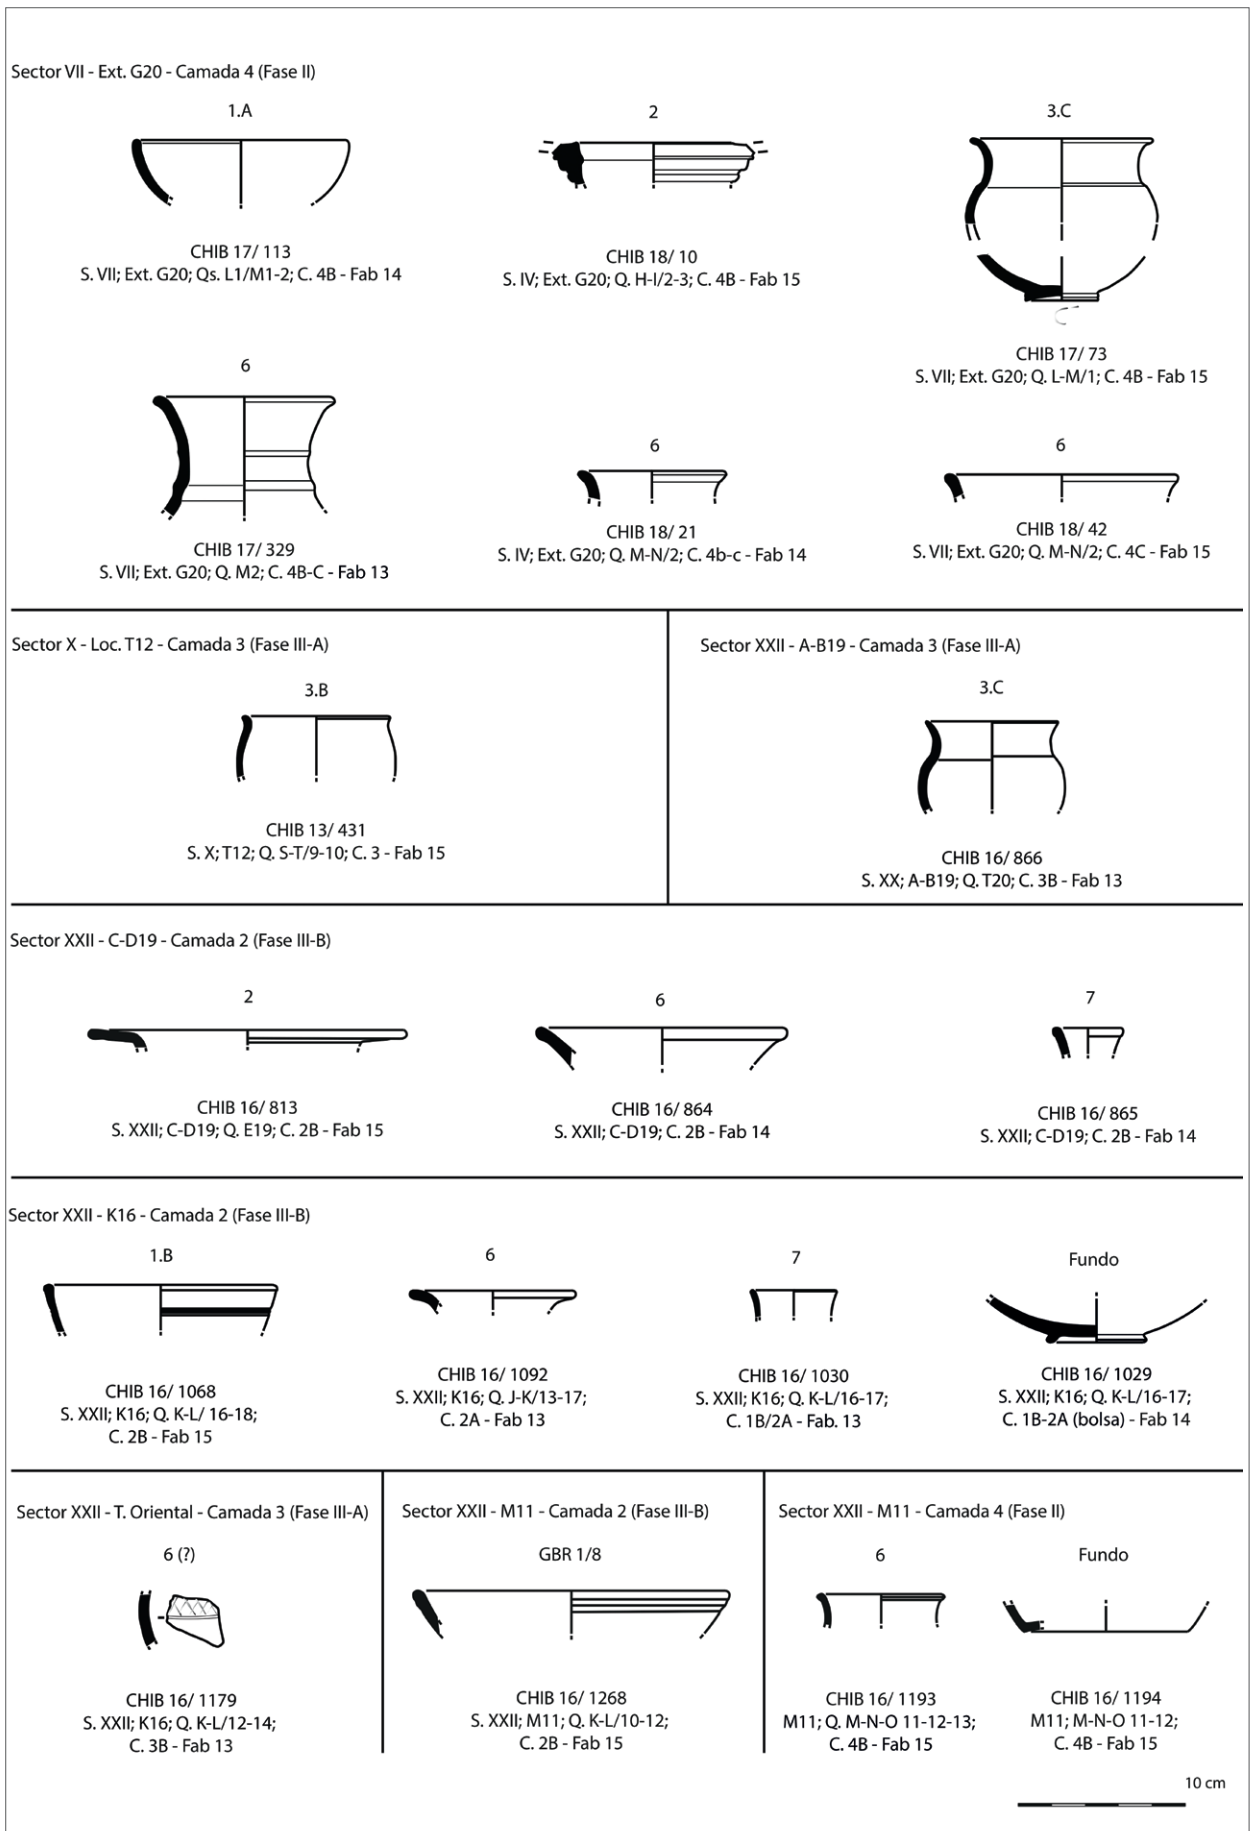 Sector VII - Ext. G20 - Camada 4 (Fase II)
1.A
CHIB 17/ 113
S. VII; Ext. G20; Qs. L1/M1-2; C. 4B - Fab 14
2
CHIB 18/ 10
S. IV; Ext. G20; Q. H-I/2-3; C. 4B - Fab 15
3.C
CHIB 17/ 73
S. VII; Ext. G20; Q. L-M/1; C. 4B - Fab 15
6
CHIB 17/ 329
S. VII; Ext. G20; Q. M2; C. 4B-C - Fab 13
6
CHIB 18/ 21
S. IV; Ext. G20; Q. M-N/2; C. 4b-c - Fab 14
6
CHIB 18/ 42
S. VII; Ext. G20; Q. M-N/2; C. 4C - Fab 15
Sector X - Loc. T12 - Camada 3 (Fase III-A)
3.B
CHIB 13/ 431
S. X; T12; Q. S-T/9-10; C. 3 - Fab 15
Sector XXII - A-B19 - Camada 3 (Fase III-A)
3.C
CHIB 16/ 866
S. XX; A-B19; Q. T20; C. 3B - Fab 13
Sector XXII - C-D19 - Camada 2 (Fase III-B)
2
CHIB 16/ 813
S. XXII; C-D19; Q. E19; C. 2B - Fab 15
6
CHIB 16/ 864
S. XXII; C-D19; C. 2B - Fab 14
7
CHIB 16/ 865
S. XXII; C-D19; C. 2B - Fab 14
Sector XXII - K16 - Camada 2 (Fase III-B)
1.B
CHIB 16/ 1068
S. XXII; K16; Q. K-L/ 16-18;
C. 2B - Fab 15
6
CHIB 16/ 1092
S. XXII; K16; Q. J-K/13-17;
C. 2A - Fab 13
7
CHIB 16/ 1030
S. XXII; K16; Q. K-L/16-17;
C. 1B/2A - Fab. 13
Fundo
CHIB 16/ 1029
S. XXII; K16; Q. K-L/16-17;
C. 1B-2A (bolsa) - Fab 14
Sector XXII - T. Oriental - Camada 3 (Fase III-A)
6 (?)
CHIB 16/ 1179
S. XXII; K16; Q. K-L/12-14;
C. 3B - Fab 13
Sector XXII - M11 - Camada 2 (Fase III-B)
GBR 1/8
CHIB 16/ 1268
S. XXII; M11; Q. K-L/10-12;
C. 2B - Fab 15
Sector XXII - M11 - Camada 4 (Fase II)
6
CHIB 16/ 1193
M11; Q. M-N-O 11-12-13;
C. 4B - Fab 15
Fundo
CHIB 16/ 1194
M11; M-N-O 11-12;
C. 4B - Fab 15
10 cm